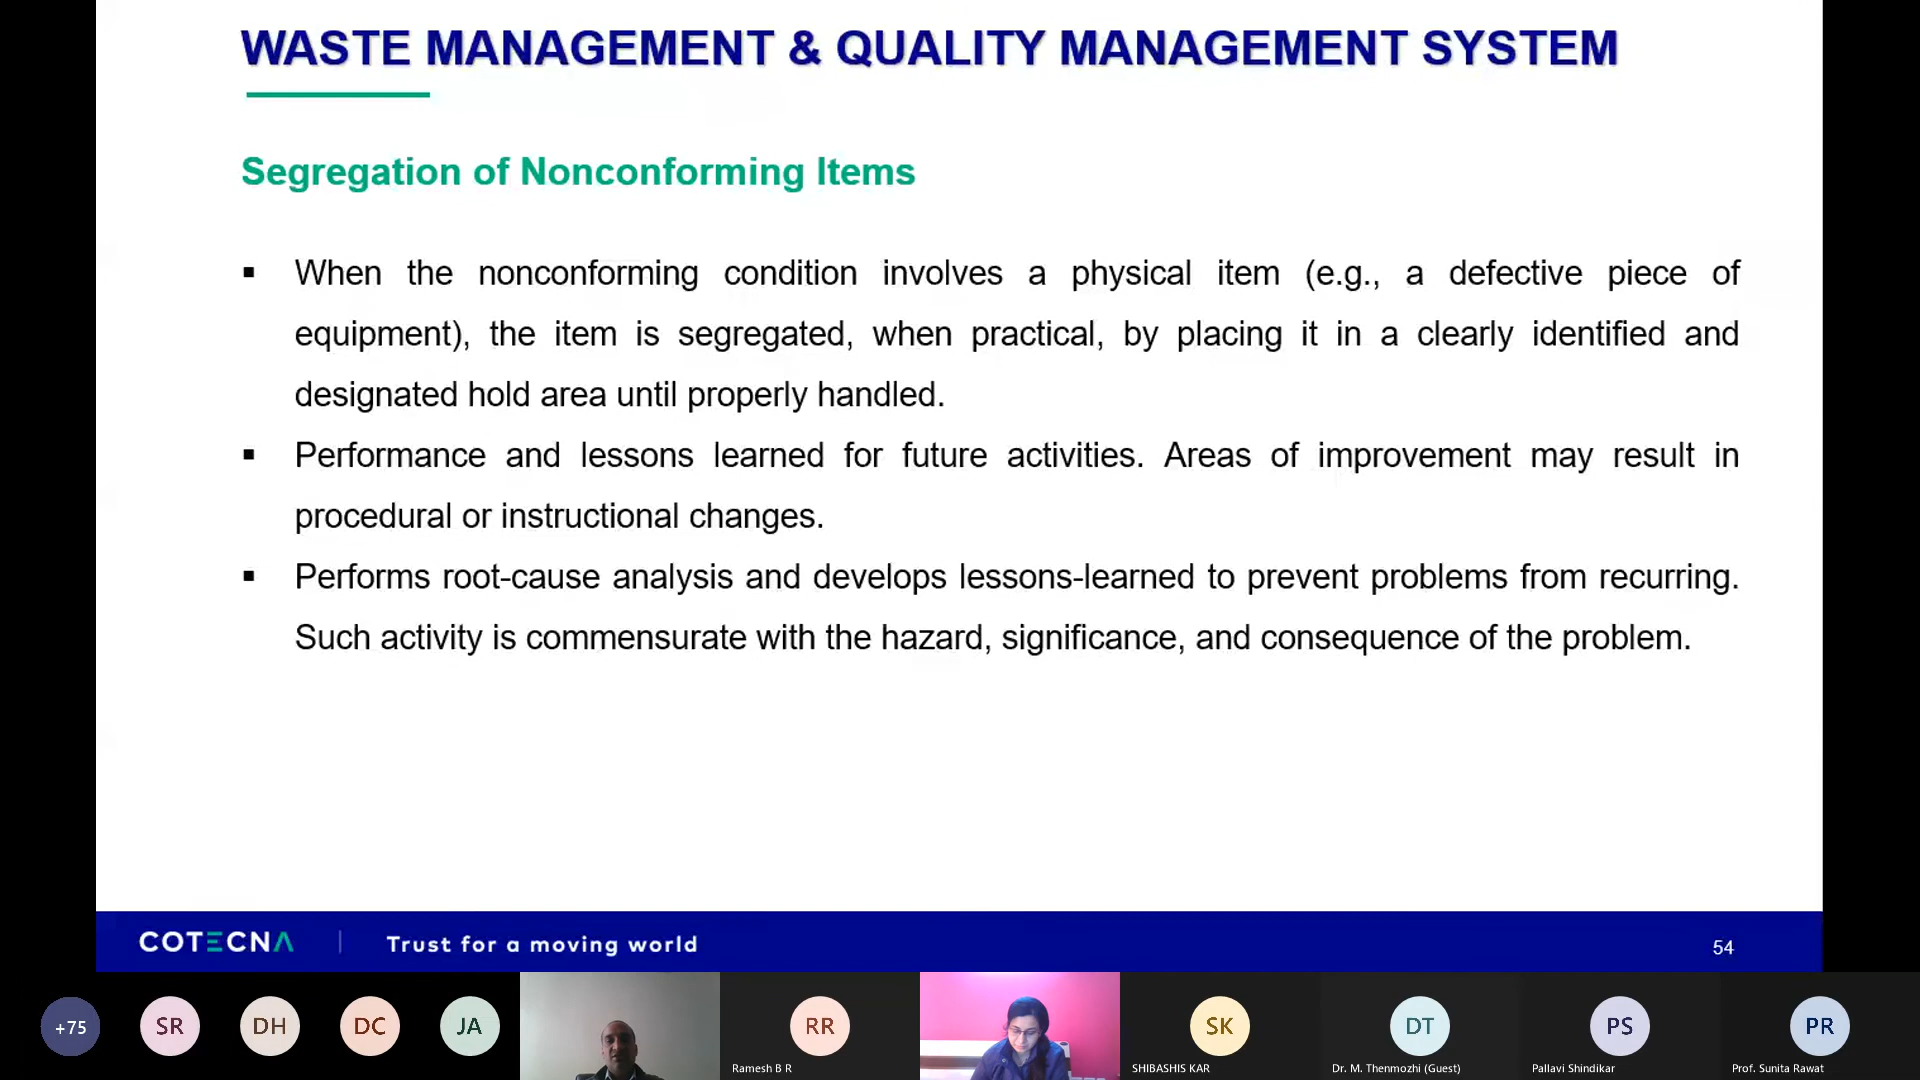 WASTE MANAGEMENT & QUALITY MANAGEMENT SYSTEM
Segregation of Nonconforming Items
▪ When the nonconforming condition involves a physical item (e.g., a defective piece of
equipment), the item is segregated, when practical, by placing it in a clearly identified and
designated hold area until properly handled.
▪ Performance and lessons learned for future activities. Areas of improvement may result in
procedural or instructional changes.
▪ Performs root-cause analysis and develops lessons-learned to prevent problems from recurring.
Such activity is commensurate with the hazard, significance, and consequence of the problem.
COTECNA | Trust for a moving world 54
+75 SR DH DC JA RR SK DT PS PR
Ramesh B R SHIBASHIS KAR Dr. M. Thenmozhi (Guest) Pallavi Shindikar Prof. Sunita Rawat